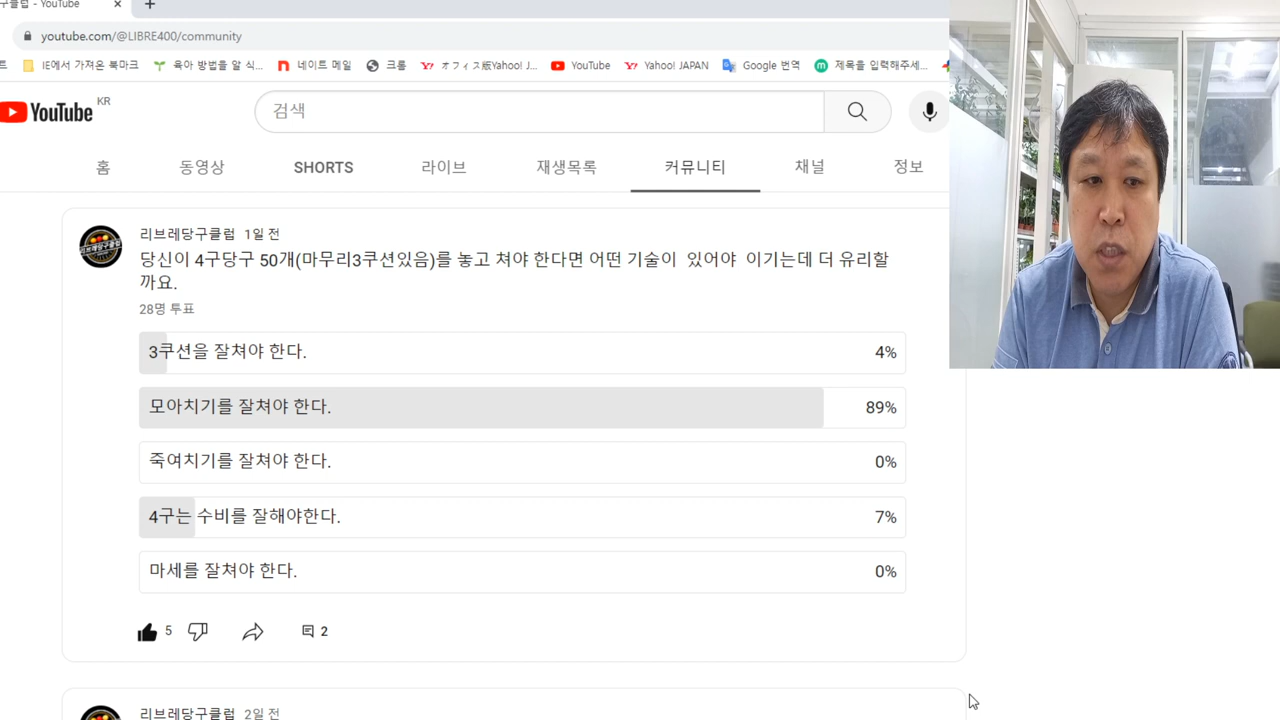 구클럽 - YouTube
youtube.com/@LIBRE400/community
트 IE에서 가져온 북마크 육아 방법을 알 식... 네이트 메일 크롬 オフィス版Yahoo! J... YouTube Yahoo! JAPAN Google 번역 제목을 입력해주세...
YouTube KR 검색
홈 동영상 SHORTS 라이브 재생목록 커뮤니티 채널 정보
리브레당구클럽 1일 전
당신이 4구당구 50개(마무리3쿠션있음)를 놓고 쳐야 한다면 어떤 기술이 있어야 이기는데 더 유리할
까요.
28명 투표
3쿠션을 잘쳐야 한다. 4%
모아치기를 잘쳐야 한다. 89%
죽여치기를 잘쳐야 한다. 0%
4구는 수비를 잘해야한다. 7%
마세를 잘쳐야 한다. 0%
5 2
리브레당구클럽 2일 전